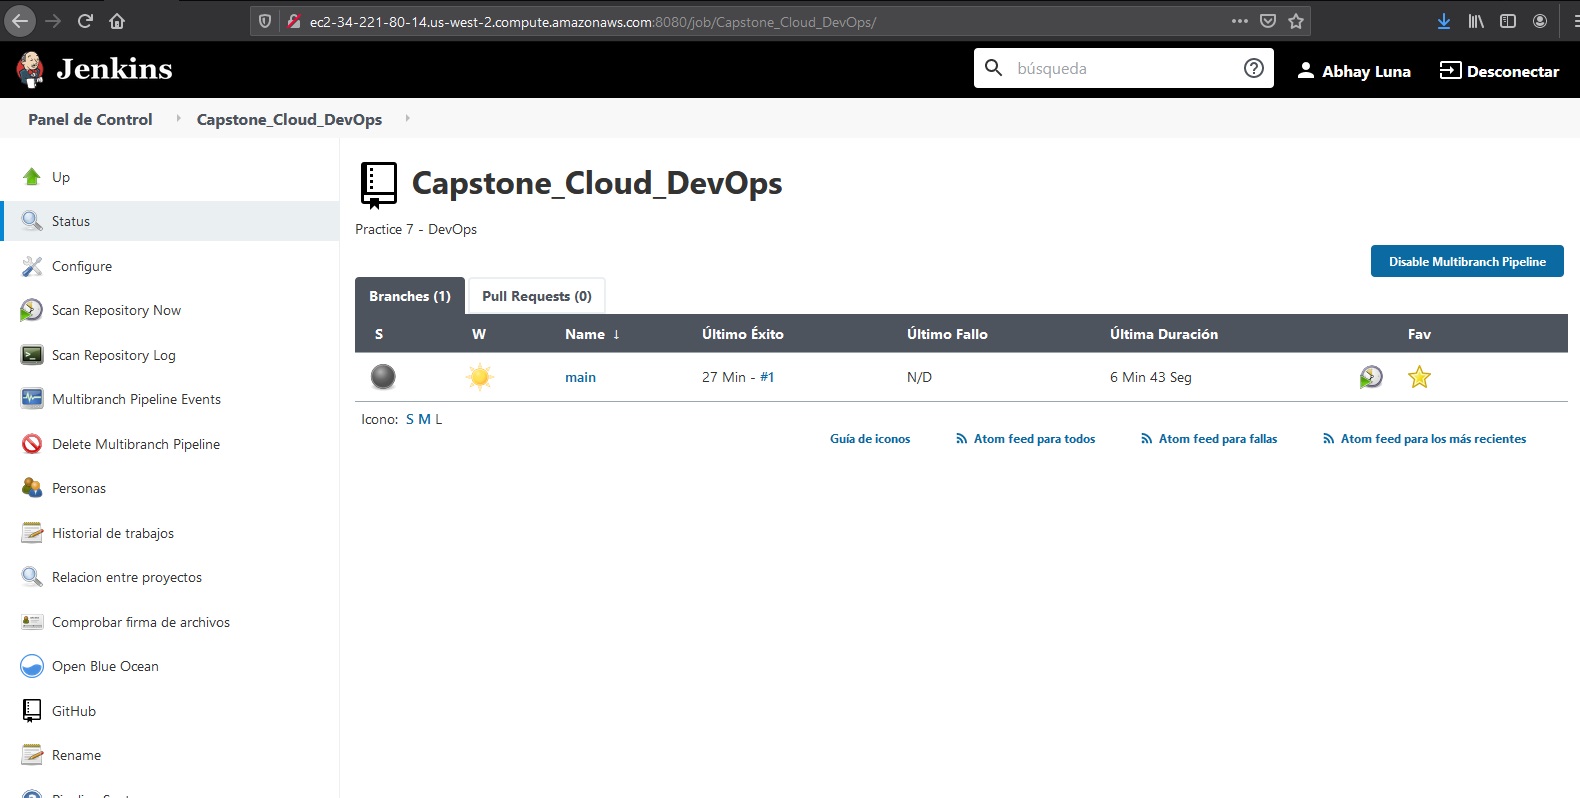 ec2-34-221-80-14.us-west-2.compute.amazonaws.com:8080/job/Capstone_Cloud_DevOps/
Jenkins
búsqueda
Abhay Luna
Desconectar
Panel de Control
Capstone_Cloud_DevOps
Up
Status
Configure
Scan Repository Now
Scan Repository Log
Multibranch Pipeline Events
Delete Multibranch Pipeline
Personas
Historial de trabajos
Relacion entre proyectos
Comprobar firma de archivos
Open Blue Ocean
GitHub
Rename
Capstone_Cloud_DevOps
Practice 7 - DevOps
Disable Multibranch Pipeline
Branches (1) Pull Requests (0)
S W Name ↓ Último Éxito Último Fallo Última Duración Fav
main 27 Min - #1 N/D 6 Min 43 Seg
Icono: S M L
Guía de iconos Atom feed para todos Atom feed para fallas Atom feed para los más recientes